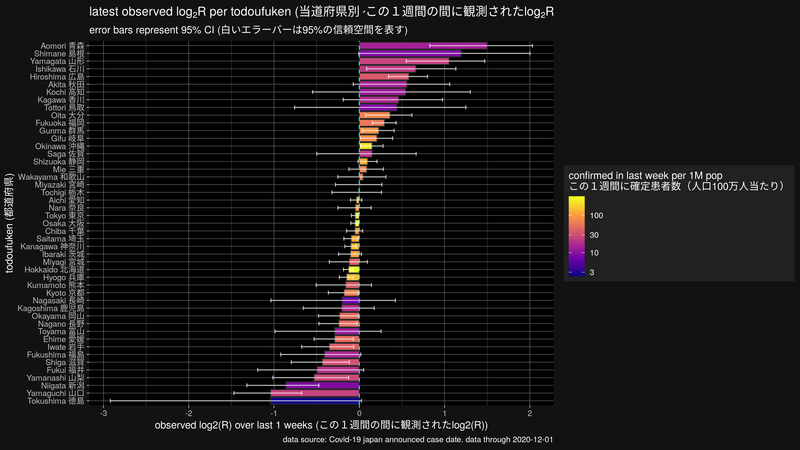 latest observed log₂R per todoufuken (当道府県別 この１週間の間に観測されたlog₂R
error bars represent 95% CI (白いエラーバーは95%の信頼空間を表す)
todoufuken (都道府県)
Aomori 青森
Shimane 島根
Yamagata 山形
Ishikawa 石川
Hiroshima 広島
Akita 秋田
Kochi 高知
Kagawa 香川
Tottori 鳥取
Oita 大分
Fukuoka 福岡
Gunma 群馬
Gifu 岐阜
Okinawa 沖縄
Saga 佐賀
Shizuoka 静岡
Mie 三重
Wakayama 和歌山
Miyazaki 宮崎
Tochigi 栃木
Aichi 愛知
Nara 奈良
Tokyo 東京
Osaka 大阪
Chiba 千葉
Saitama 埼玉
Kanagawa 神奈川
Ibaraki 茨城
Miyagi 宮城
Hokkaido 北海道
Hyogo 兵庫
Kumamoto 熊本
Kyoto 京都
Nagasaki 長崎
Kagoshima 鹿児島
Okayama 岡山
Nagano 長野
Toyama 富山
Ehime 愛媛
Iwate 岩手
Fukushima 福島
Shiga 滋賀
Fukui 福井
Yamanashi 山梨
Niigata 新潟
Yamaguchi 山口
Tokushima 徳島
-3 -2 -1 0 1 2
observed log2(R) over last 1 weeks (この１週間の間に観測されたlog2(R))
data source: Covid-19 japan announced case date. data through 2020-12-01
confirmed in last week per 1M pop
この１週間に確定患者数（人口100万人当たり）
100
30
10
3